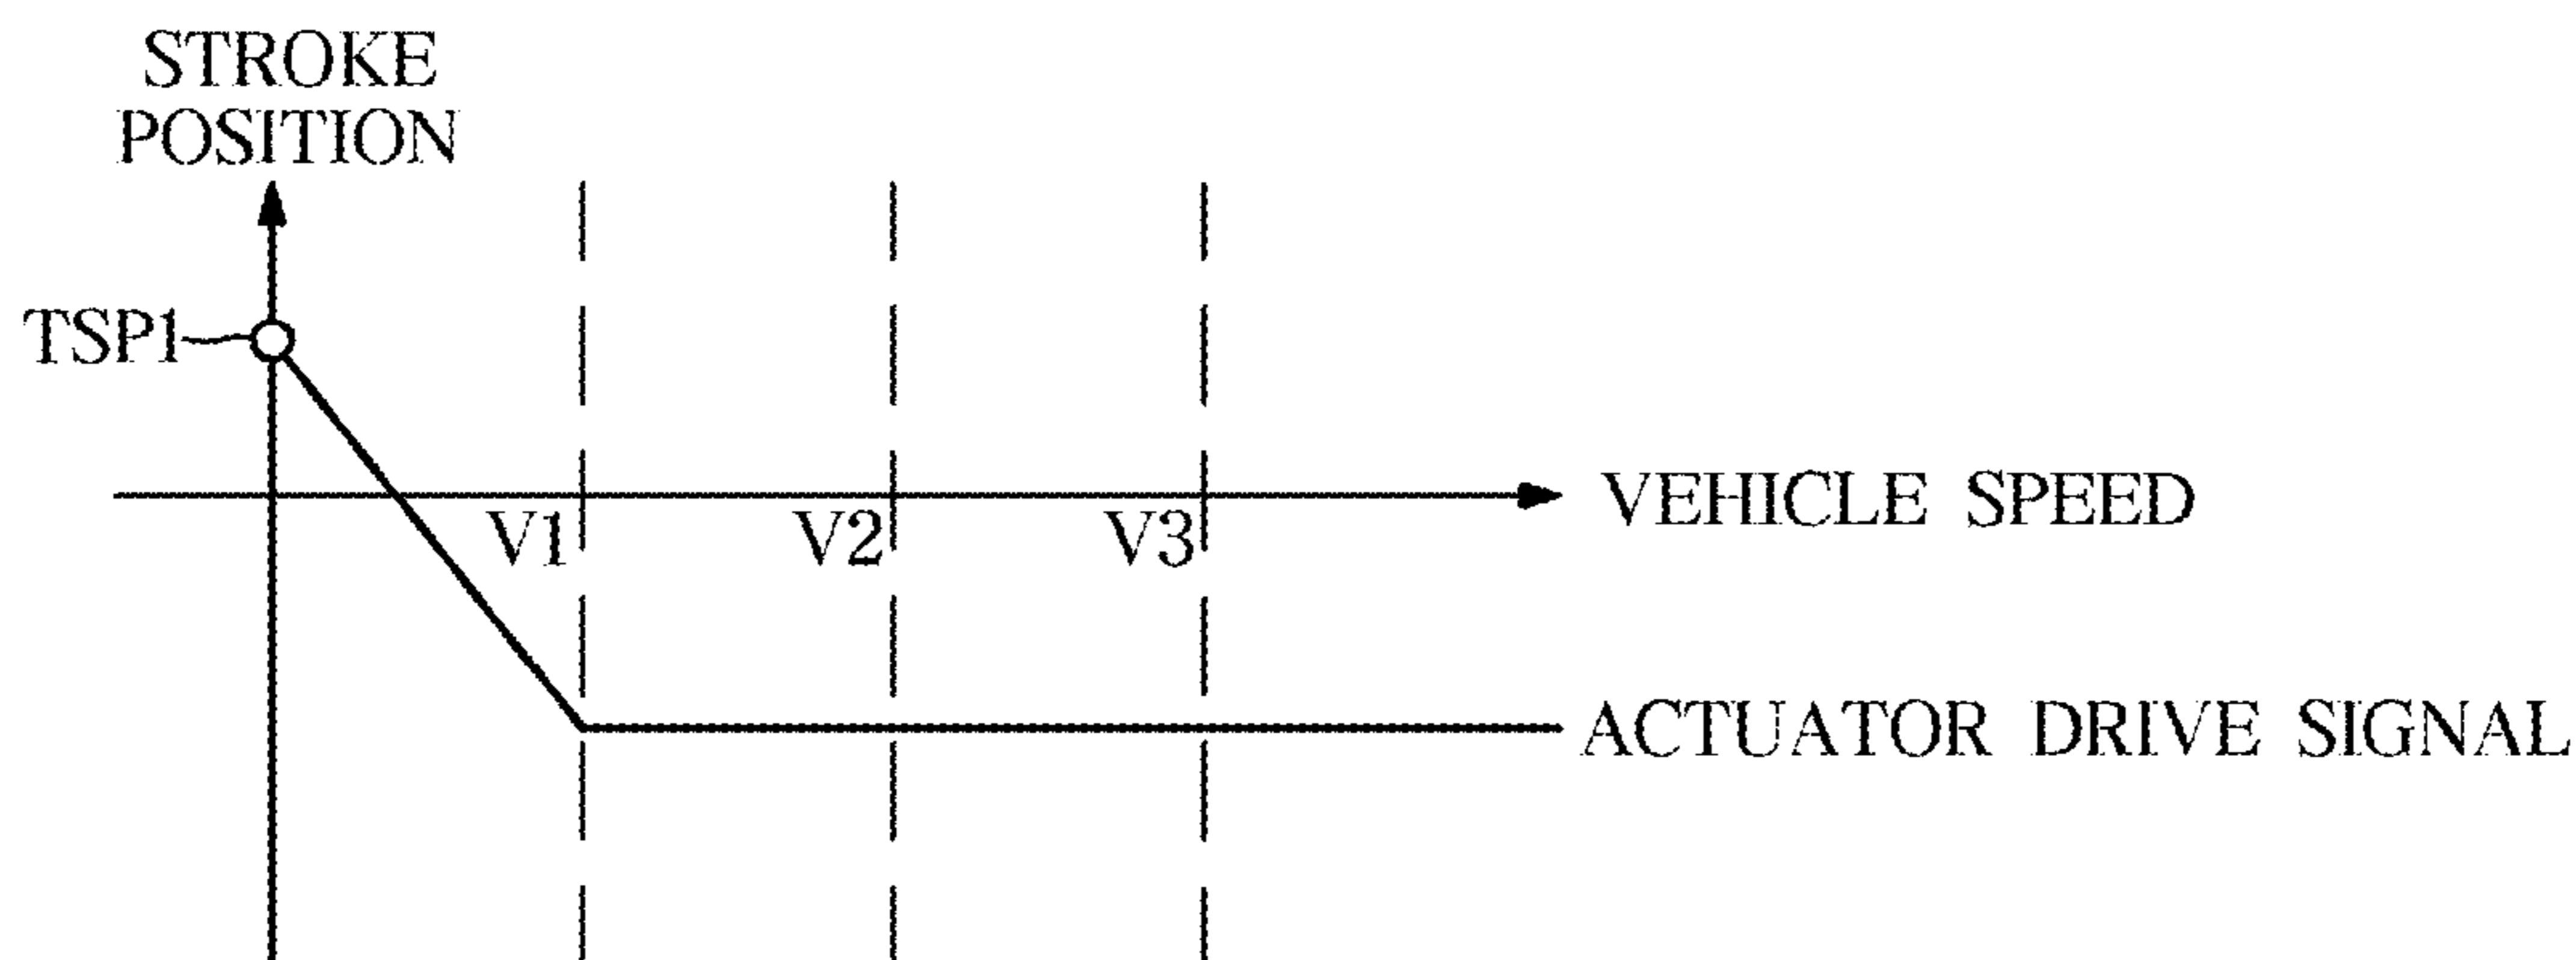 STROKE
POSITION
TSP1
VEHICLE SPEED
V1
V2
V3
ACTUATOR DRIVE SIGNAL